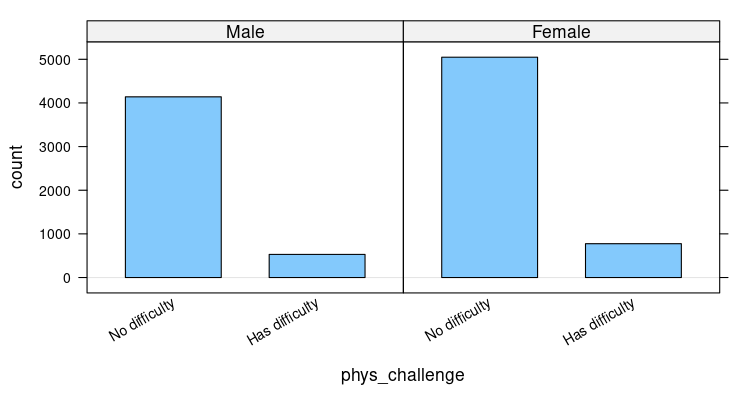 Male Female
count
5000
4000
3000
2000
1000
0
No difficulty Has difficulty No difficulty Has difficulty
phys_challenge